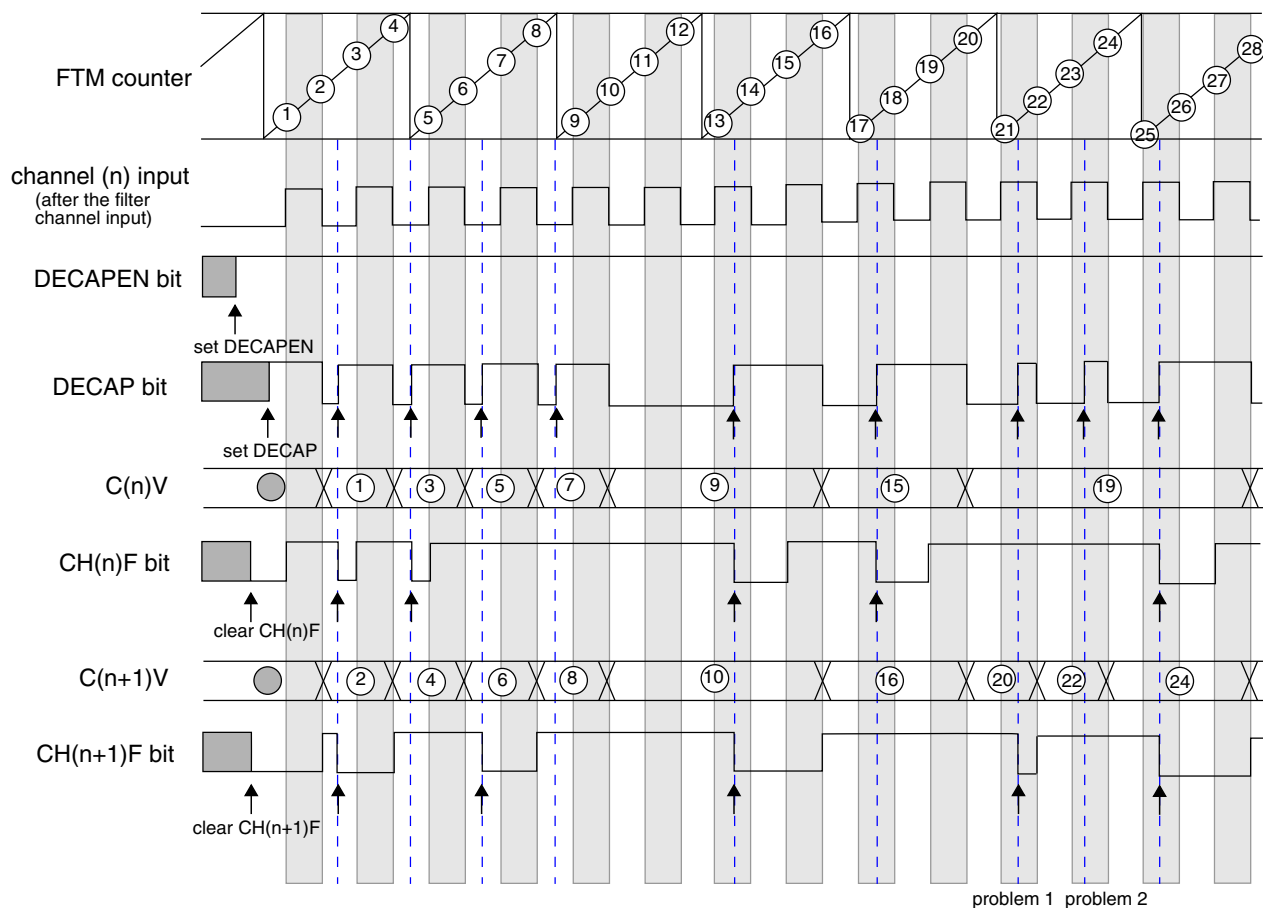 4 8 12 16 20 24 28
3 7 11 15 19 23 27
2 6 10 14 18 22 26
1 5 9 13 17 21 25
FTM counter
channel (n) input
(after the filter
channel input)
DECAPEN bit
set DECAPEN
DECAP bit
set DECAP
C(n)V 1 3 5 7 9 15 19
CH(n)F bit
clear CH(n)F
C(n+1)V 2 4 6 8 10 16 20 22 24
CH(n+1)F bit
clear CH(n+1)F
problem 1 problem 2